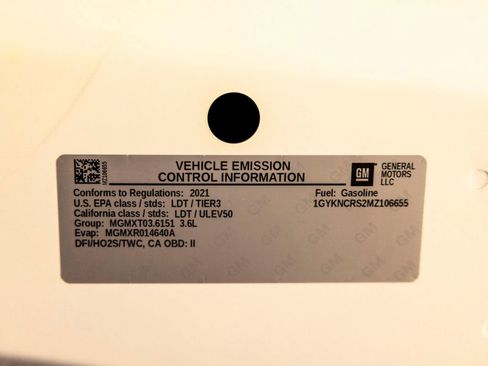 MZ106655
VEHICLE EMISSION
CONTROL INFORMATION
GM
GENERAL
MOTORS
LLC
Conforms to Regulations: 2021
Fuel: Gasoline
U.S. EPA class / stds: LDT / TIER3
1GYKNCRS2MZ106655
California class / stds: LDT / ULEV50
Group: MGMXT03.6151 3.6L
Evap: MGMXR014640A
DFI/HO2S/TWC, CA OBD: II